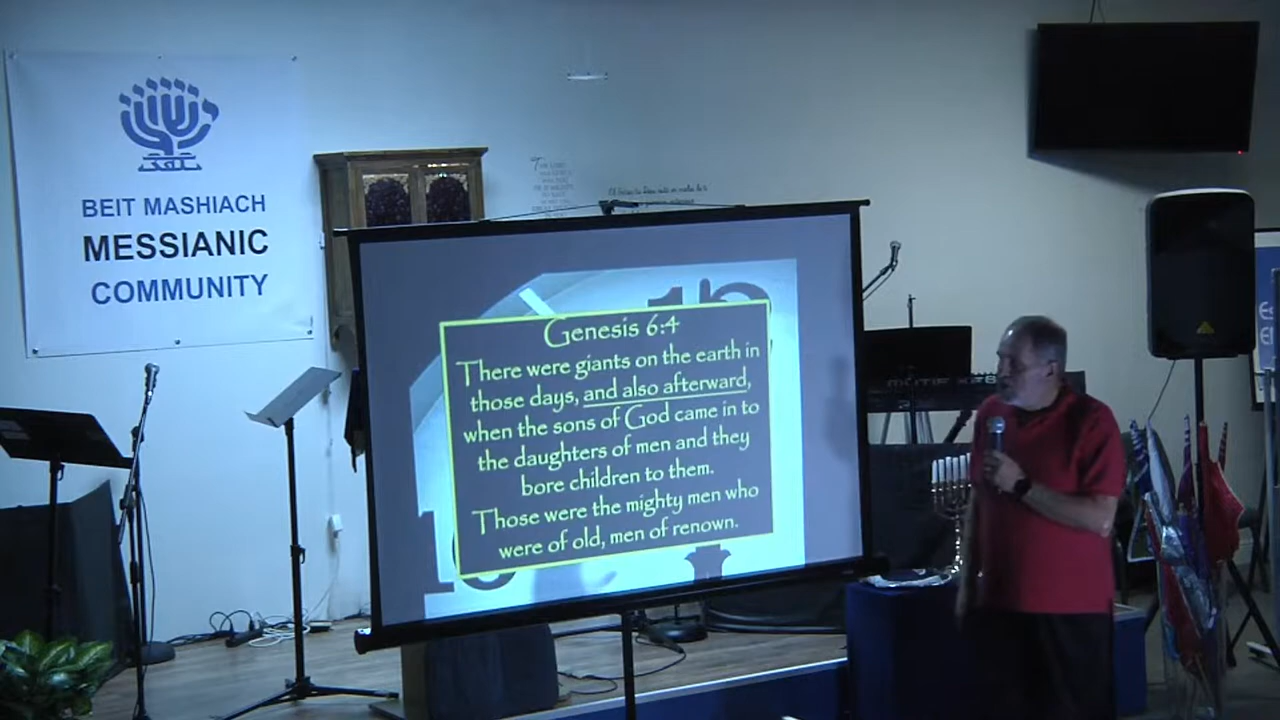 BEIT MASHIACH
MESSIANIC
COMMUNITY
12
Genesis 6:4
There were giants on the earth in
those days, and also afterward,
when the sons of God came in to
the daughters of men and they
bore children to them.
Those were the mighty men who
were of old, men of renown.